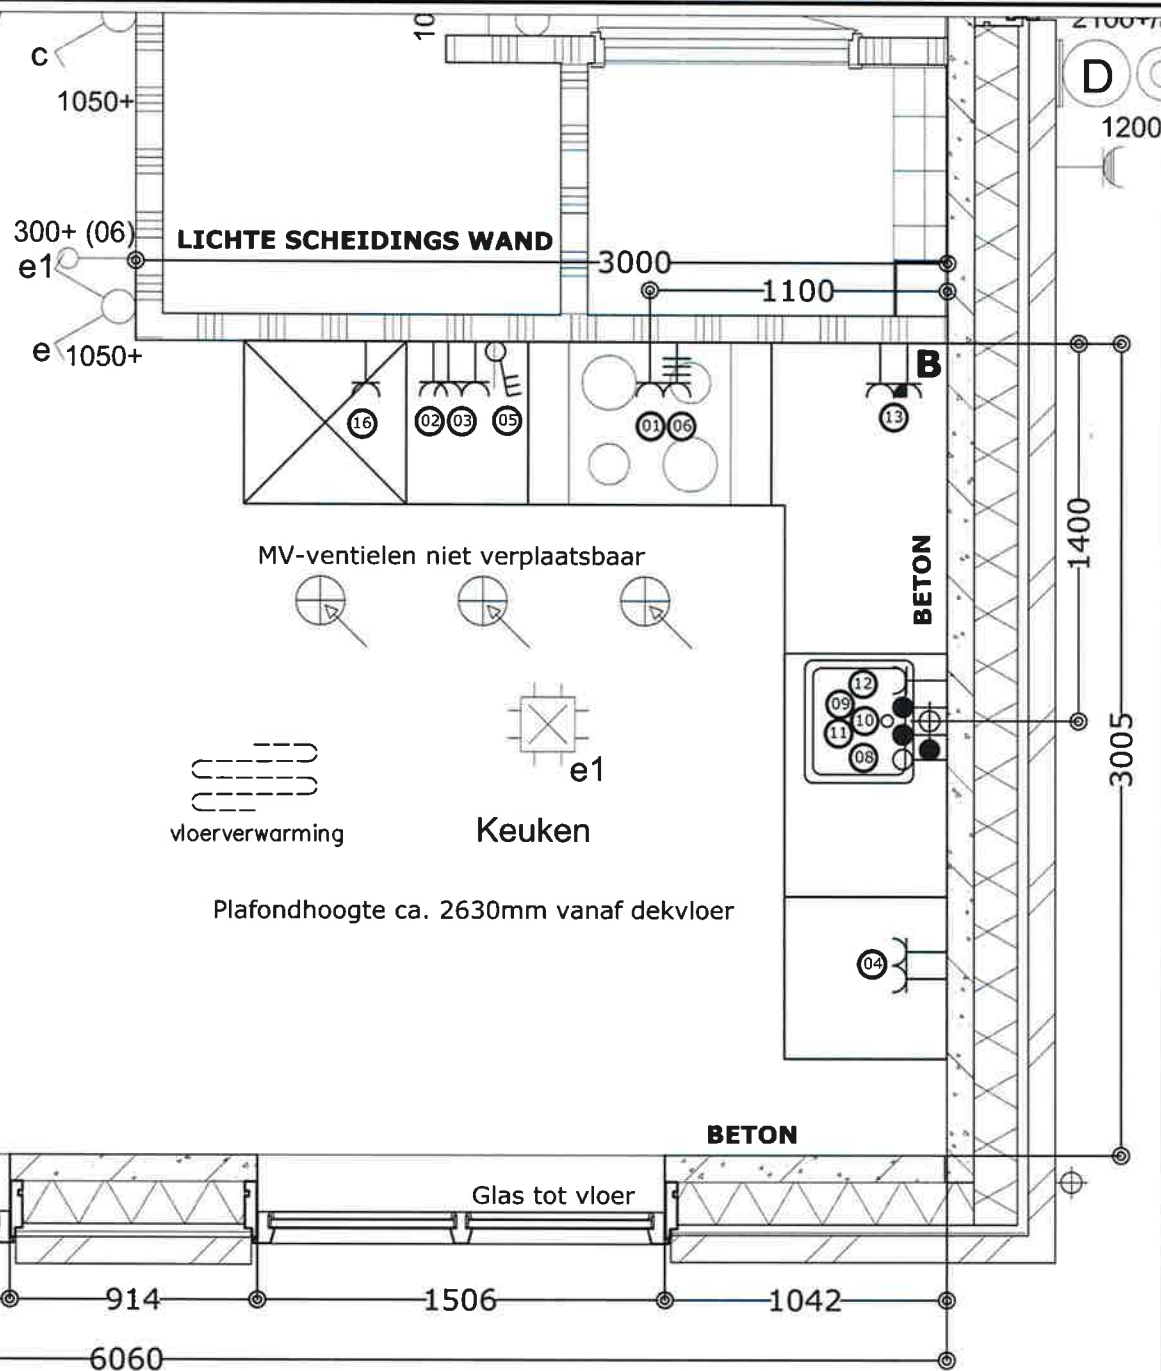 c
1050+
10
2100+/
D
1200
300+ (06)
e1
e
1050+
LICHTE SCHEIDINGS WAND
3000
1100
B
16
02
03
05
01
06
13
1400
BETON
MV-ventielen niet verplaatsbaar
12
09
10
11
08
3005
e1
vloerverwarming
Keuken
Plafondhoogte ca. 2630mm vanaf dekvloer
04
BETON
Glas tot vloer
914
1506
1042
6060